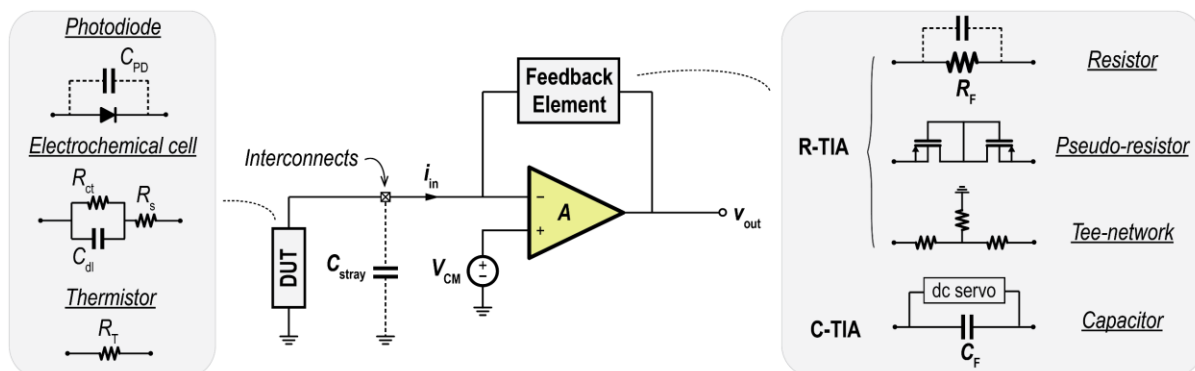 Photodiode
C_PD
Electrochemical cell
R_ct
R_s
C_dl
Thermistor
R_T
Interconnects
i_in
DUT
C_stray
V_CM
Feedback
Element
A
v_out
R-TIA
Resistor
R_F
Pseudo-resistor
Tee-network
C-TIA
dc servo
Capacitor
C_F